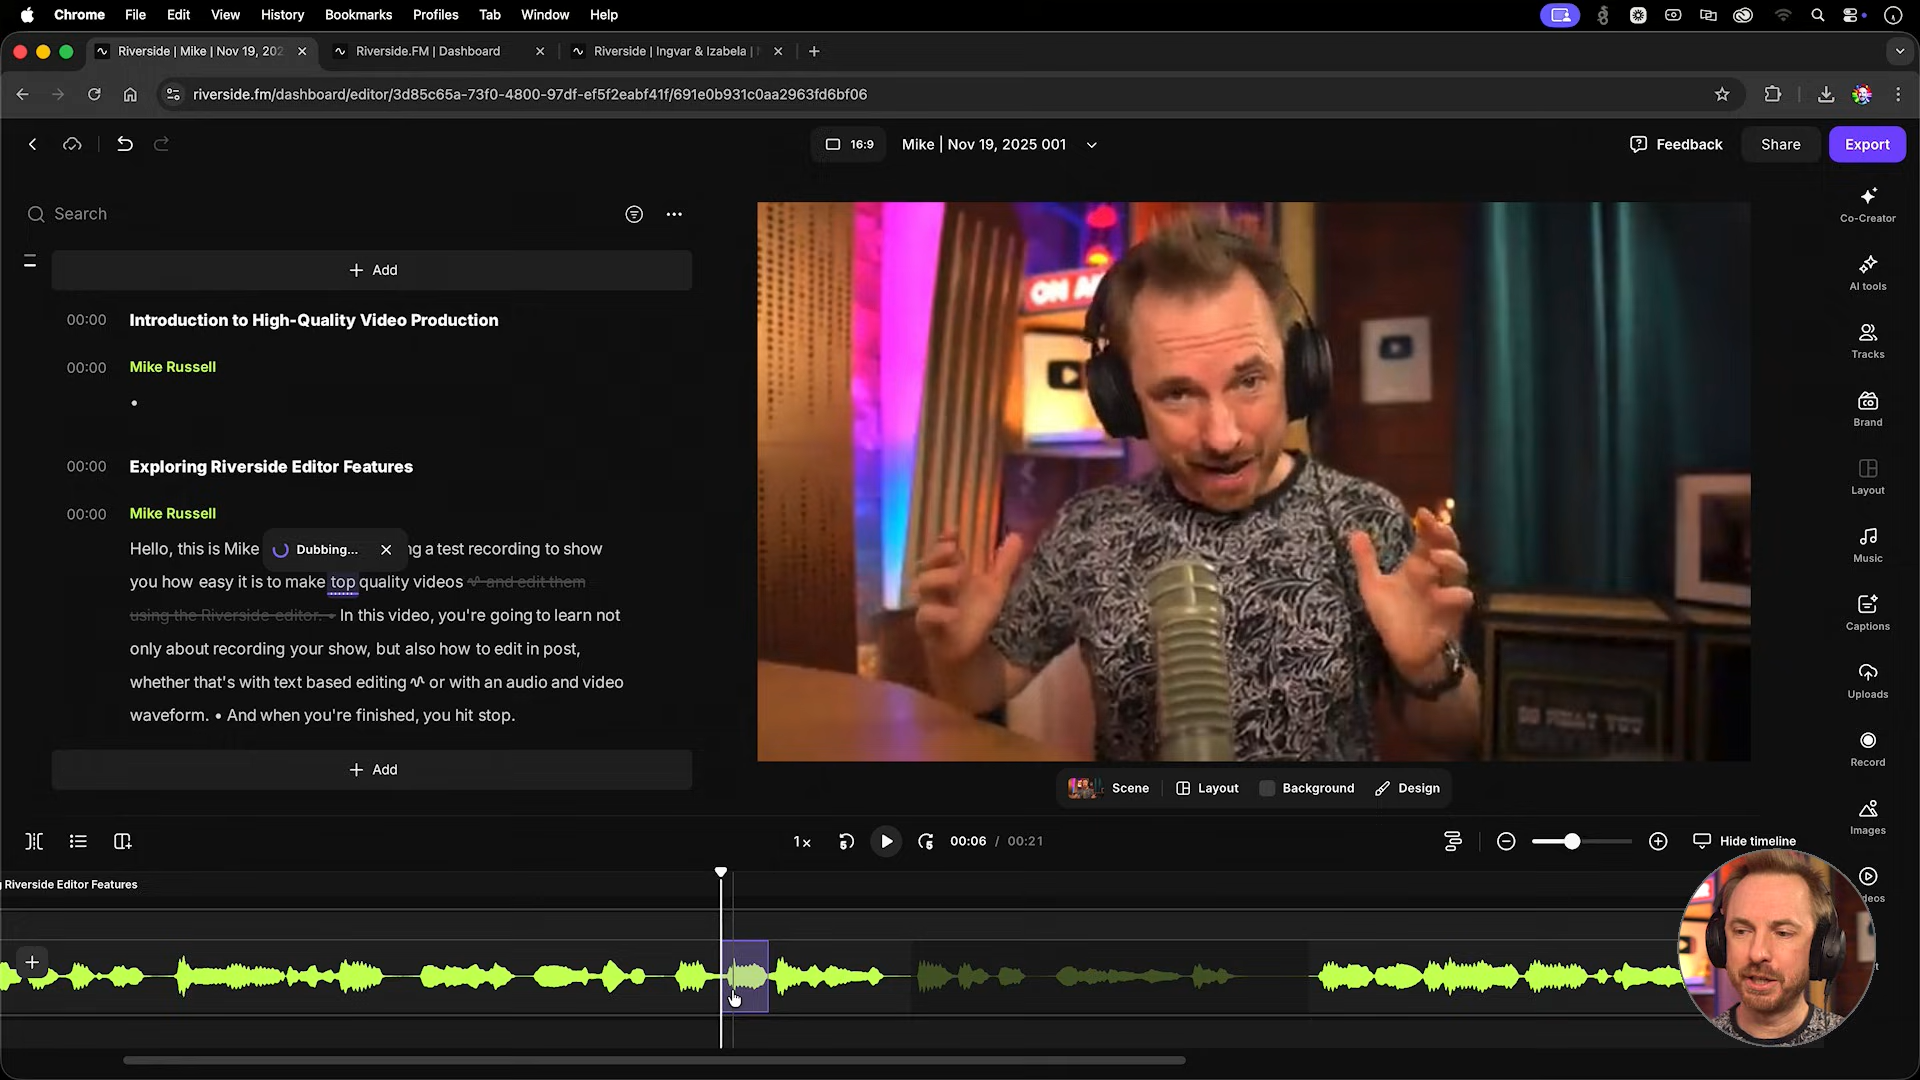 Chrome File Edit View History Bookmarks Profiles Tab Window Help
Riverside | Mike | Nov 19, 202
Riverside.FM | Dashboard
Riverside | Ingvar & Izabela |
riverside.fm/dashboard/editor/3d85c65a-73f0-4800-97df-ef5f2eabf41f/691e0b931c0aa2963fd6bf06
16:9
Mike | Nov 19, 2025 001
Feedback
Share
Export
Search
Add
00:00 Introduction to High-Quality Video Production
00:00 Mike Russell
•
00:00 Exploring Riverside Editor Features
00:00 Mike Russell
Hello, this is Mike Dubbing... ng a test recording to show
you how easy it is to make top quality videos and edit them
using the Riverside editor. • In this video, you're going to learn not
only about recording your show, but also how to edit in post,
whether that's with text based editing or with an audio and video
waveform. • And when you're finished, you hit stop.
Add
ON A
Scene
Layout
Background
Design
Co-Creator
AI tools
Tracks
Brand
Layout
Music
Captions
Uploads
Record
Images
deos
1x
5
5
00:06 / 00:21
Hide timeline
Riverside Editor Features